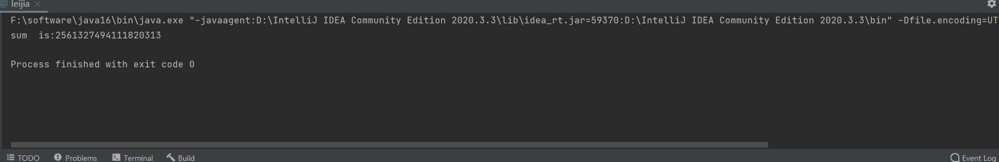 leijia
F:\software\java16\bin\java.exe "-javaagent:D:\IntelliJ IDEA Community Edition 2020.3.3\lib\idea_rt.jar=59370:D:\IntelliJ IDEA Community Edition 2020.3.3\bin" -Dfile.encoding=UT
sum  is:2561327494111820313
Process finished with exit code 0
TODO Problems Terminal Build Event Log